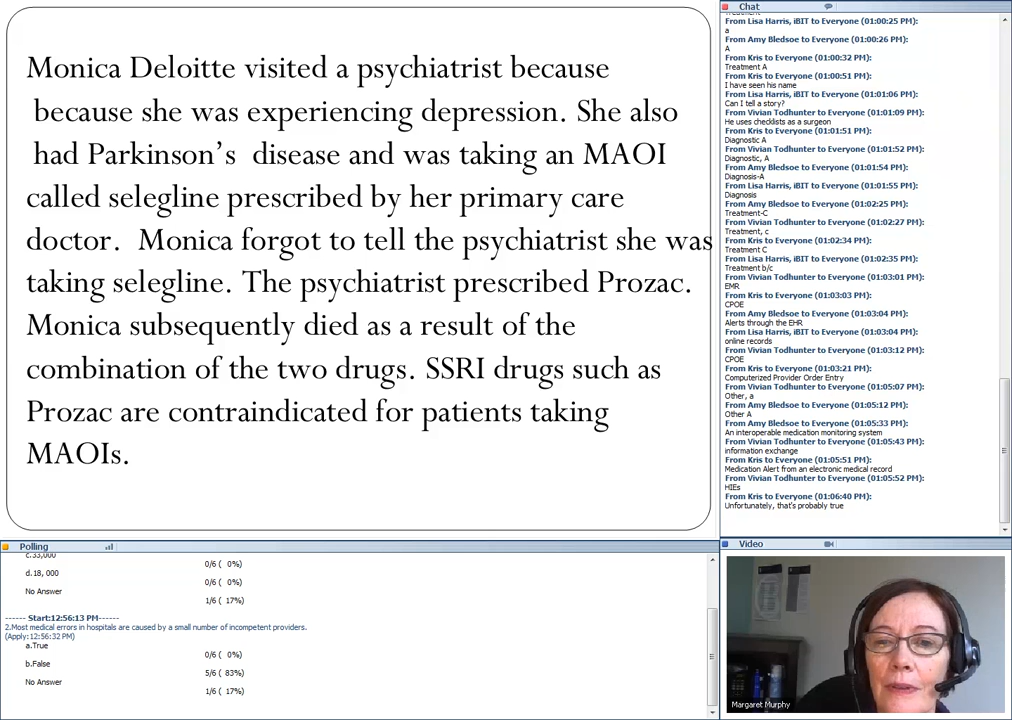 Monica Deloitte visited a psychiatrist because
because she was experiencing depression. She also
had Parkinson's disease and was taking an MAOI
called selegline prescribed by her primary care
doctor. Monica forgot to tell the psychiatrist she was
taking selegline. The psychiatrist prescribed Prozac.
Monica subsequently died as a result of the
combination of the two drugs. SSRI drugs such as
Prozac are contraindicated for patients taking
MAOIs.
Chat
Treatment
From Lisa Harris, iBIT to Everyone (01:00:25 PM):
a
From Amy Bledsoe to Everyone (01:00:26 PM):
A
From Kris to Everyone (01:00:32 PM):
Treatment A
From Kris to Everyone (01:00:51 PM):
I have seen his name
From Lisa Harris, iBIT to Everyone (01:01:06 PM):
Can I tell a story?
From Vivian Todhunter to Everyone (01:01:09 PM):
He uses checklists as a surgeon
From Kris to Everyone (01:01:51 PM):
Diagnostic A
From Vivian Todhunter to Everyone (01:01:52 PM):
Diagnostic, A
From Amy Bledsoe to Everyone (01:01:54 PM):
Diagnosis-A
From Lisa Harris, iBIT to Everyone (01:01:55 PM):
Diagnosis
From Amy Bledsoe to Everyone (01:02:25 PM):
Treatment-C
From Vivian Todhunter to Everyone (01:02:27 PM):
Treatment, c
From Kris to Everyone (01:02:34 PM):
Treatment C
From Lisa Harris, iBIT to Everyone (01:02:35 PM):
Treatment b/c
From Vivian Todhunter to Everyone (01:03:01 PM):
EMR
From Kris to Everyone (01:03:03 PM):
CPOE
From Amy Bledsoe to Everyone (01:03:04 PM):
Alerts through the EHR
From Lisa Harris, iBIT to Everyone (01:03:04 PM):
online records
From Vivian Todhunter to Everyone (01:03:12 PM):
CPOE
From Kris to Everyone (01:03:21 PM):
Computerized Provider Order Entry
From Vivian Todhunter to Everyone (01:05:07 PM):
Other, a
From Amy Bledsoe to Everyone (01:05:12 PM):
Other A
From Amy Bledsoe to Everyone (01:05:33 PM):
An interoperable medication monitoring system
From Vivian Todhunter to Everyone (01:05:43 PM):
information exchange
From Kris to Everyone (01:05:51 PM):
Medication Alert from an electronic medical record
From Vivian Todhunter to Everyone (01:05:52 PM):
HIEs
From Kris to Everyone (01:06:40 PM):
Unfortunately, that's probably true
Polling
c.33,000
0/6 ( 0%)
d.18, 000
0/6 ( 0%)
No Answer
1/6 ( 17%)
------ Start:12:56:13 PM------
2.Most medical errors in hospitals are caused by a small number of incompetent providers.
(Apply:12:56:32 PM)
a.True
0/6 ( 0%)
b.False
5/6 ( 83%)
No Answer
1/6 ( 17%)
Video
Margaret Murphy